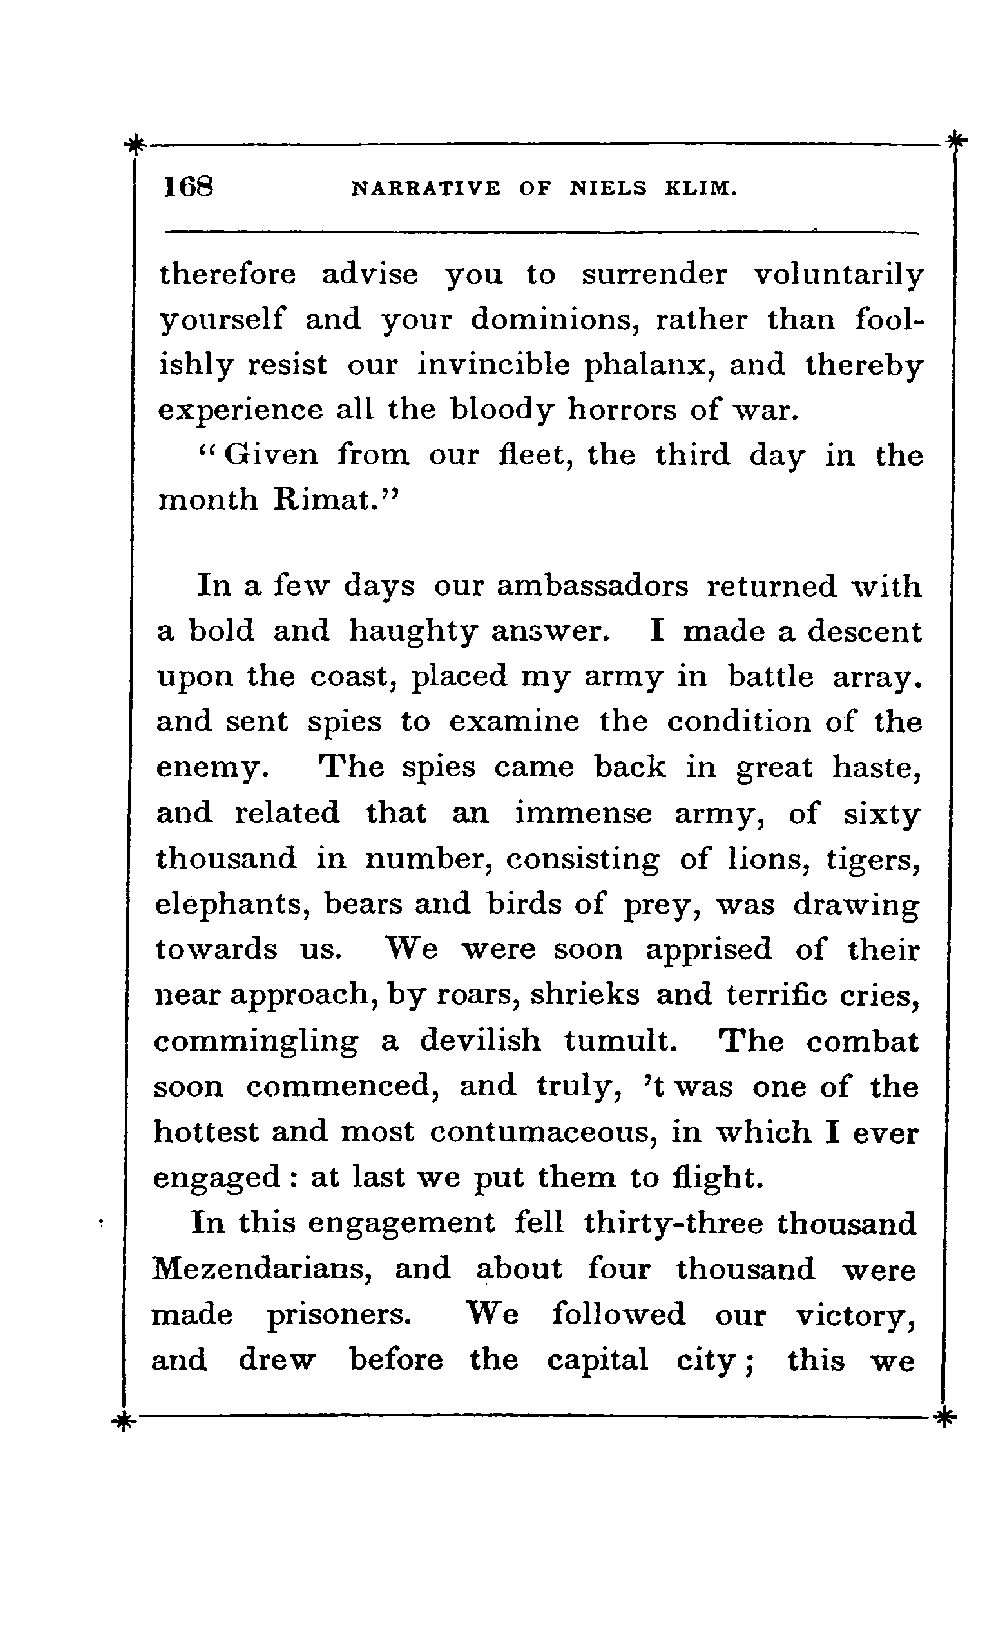 168 NARRATIVE OF NIELS KLIM.
therefore advise you to surrender voluntarily
yourself and your dominions, rather than fool-
ishly resist our invincible phalanx, and thereby
experience all the bloody horrors of war.
“Given from our fleet, the third day in the
month Rimat.”
In a few days our ambassadors returned with
a bold and haughty answer. I made a descent
upon the coast, placed my army in battle array.
and sent spies to examine the condition of the
enemy. The spies came back in great haste,
and related that an immense army, of sixty
thousand in number, consisting of lions, tigers,
elephants, bears and birds of prey, was drawing
towards us. We were soon apprised of their
near approach, by roars, shrieks and terrific cries,
commingling a devilish tumult. The combat
soon commenced, and truly, ’t was one of the
hottest and most contumaceous, in which I ever
engaged : at last we put them to flight.
In this engagement fell thirty-three thousand
Mezendarians, and about four thousand were
made prisoners. We followed our victory,
and drew before the capital city ; this we